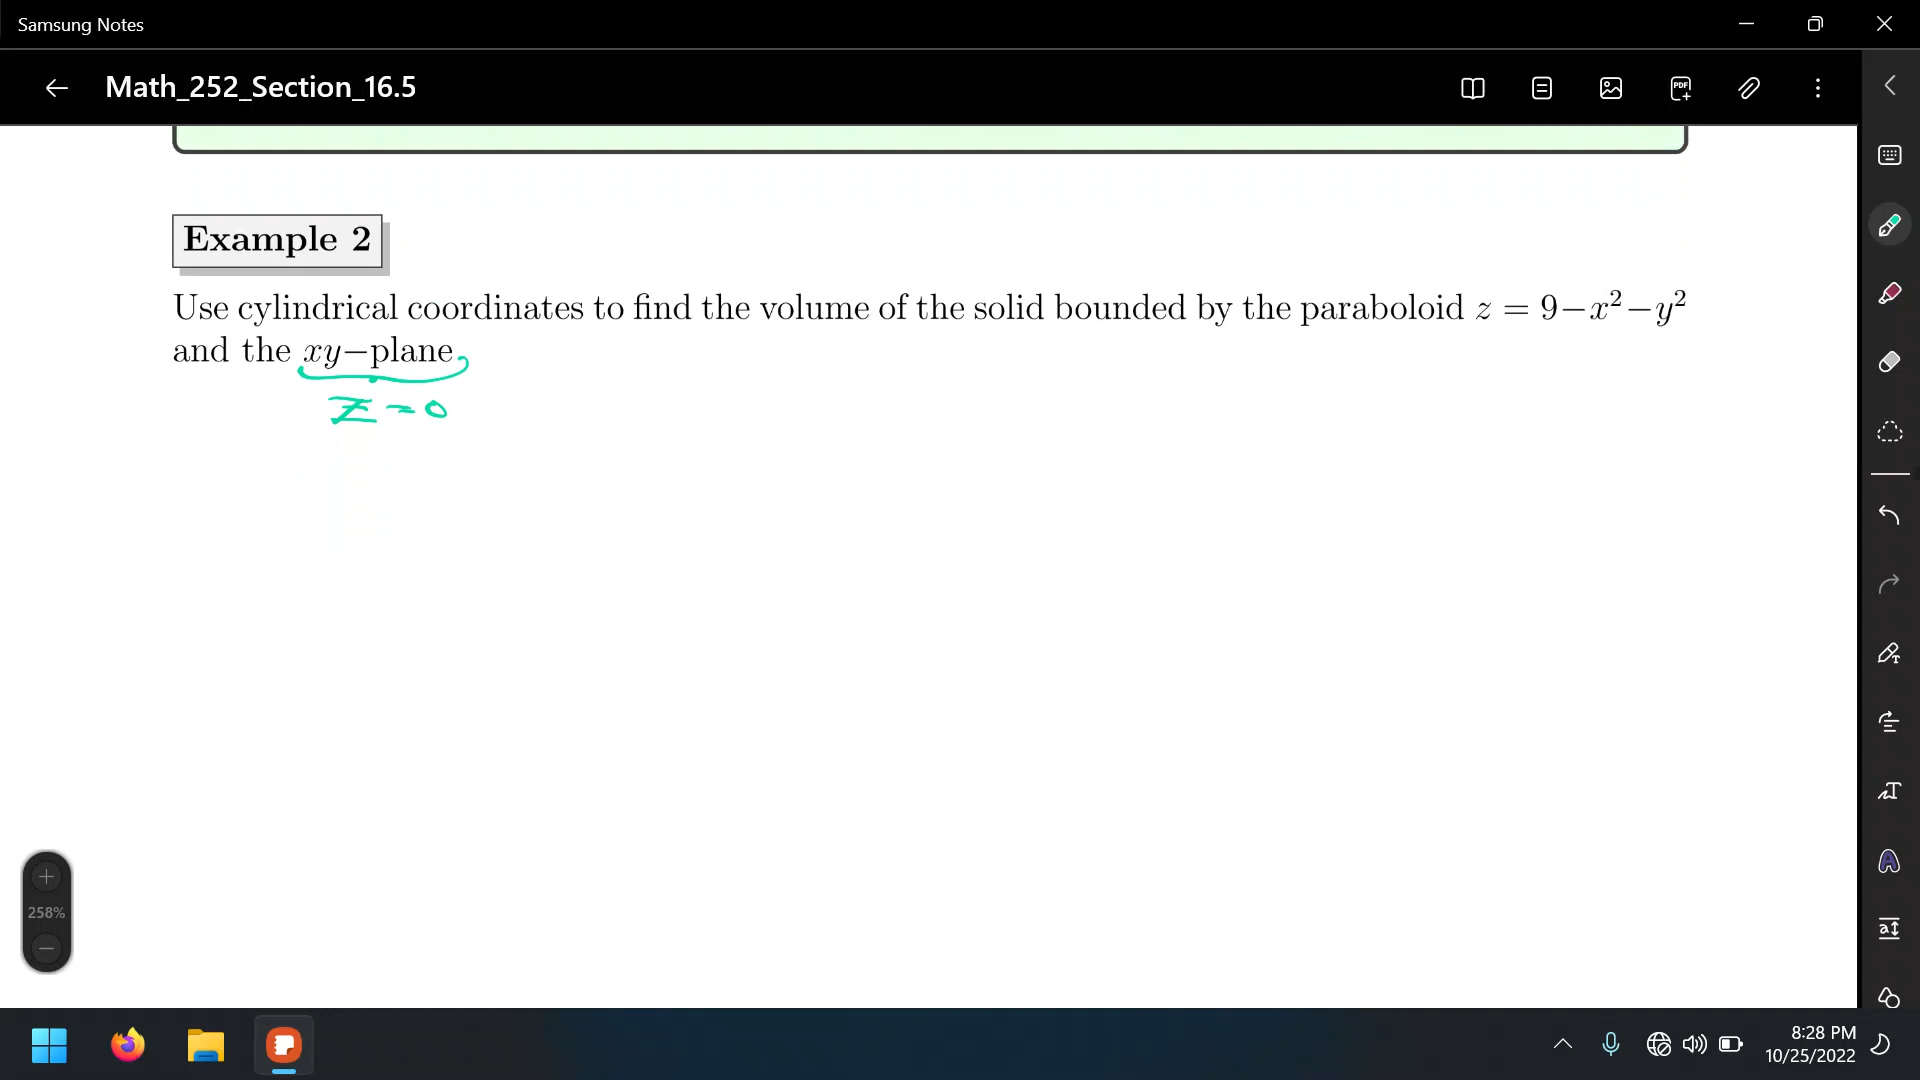 Samsung Notes
Math_252_Section_16.5
PDF
Example 2
Use cylindrical coordinates to find the volume of the solid bounded by the paraboloid z = 9−x²−y²
and the xy−plane.
z = 0
258%
8:28 PM
10/25/2022